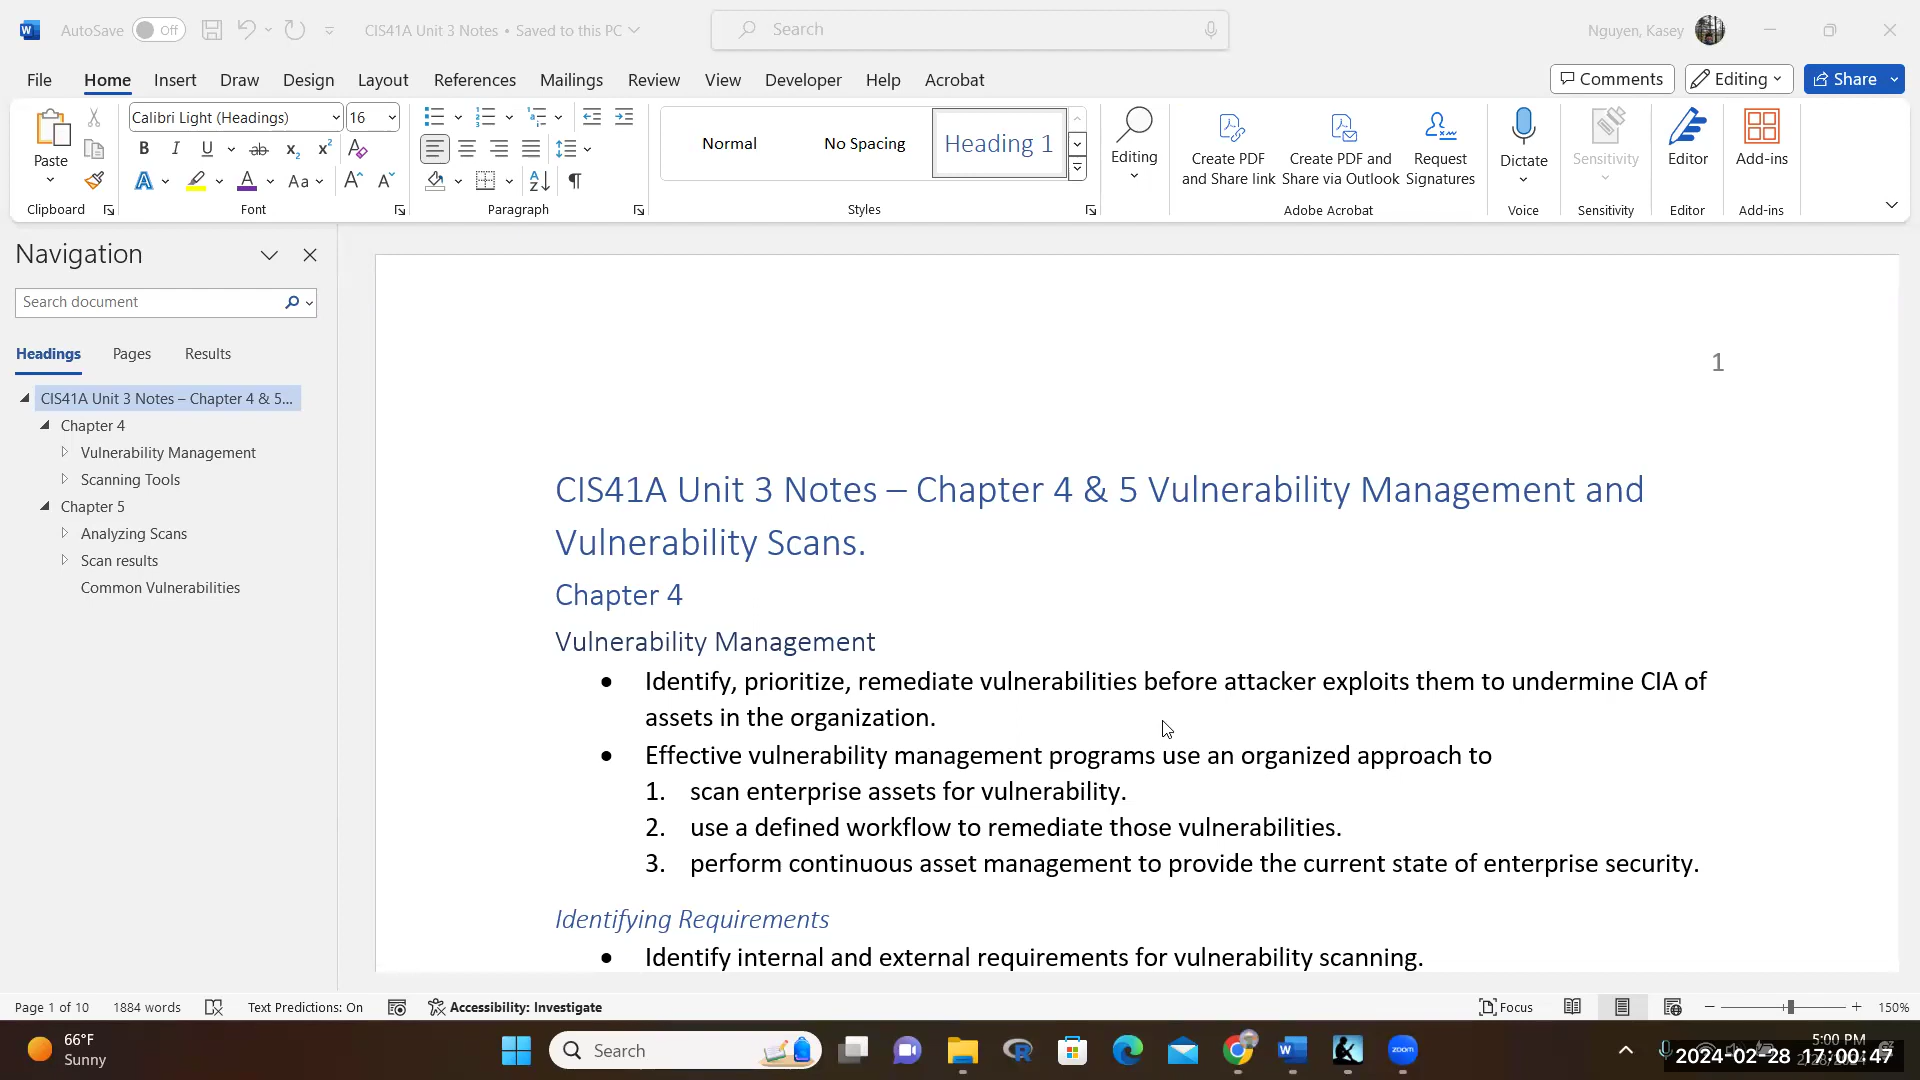 AutoSave Off CIS41A Unit 3 Notes • Saved to this PC Search Nguyen, Kasey
File Home Insert Draw Design Layout References Mailings Review View Developer Help Acrobat Comments Editing Share
Paste Calibri Light (Headings) 16 Normal No Spacing Heading 1 Editing Create PDF and Share link Create PDF and Share via Outlook Request Signatures Dictate Sensitivity Editor Add-ins
Clipboard Font Paragraph Styles Adobe Acrobat Voice Sensitivity Editor Add-ins
Navigation
Search document
Headings Pages Results
CIS41A Unit 3 Notes – Chapter 4 & 5...
Chapter 4
Vulnerability Management
Scanning Tools
Chapter 5
Analyzing Scans
Scan results
Common Vulnerabilities
1
CIS41A Unit 3 Notes – Chapter 4 & 5 Vulnerability Management and
Vulnerability Scans.
Chapter 4
Vulnerability Management
• Identify, prioritize, remediate vulnerabilities before attacker exploits them to undermine CIA of
assets in the organization.
• Effective vulnerability management programs use an organized approach to
1. scan enterprise assets for vulnerability.
2. use a defined workflow to remediate those vulnerabilities.
3. perform continuous asset management to provide the current state of enterprise security.
Identifying Requirements
• Identify internal and external requirements for vulnerability scanning.
Page 1 of 10 1884 words Text Predictions: On Accessibility: Investigate Focus 150%
66°F
Sunny
Search
zoom
5:00 PM
2024-02-28 17:00:47